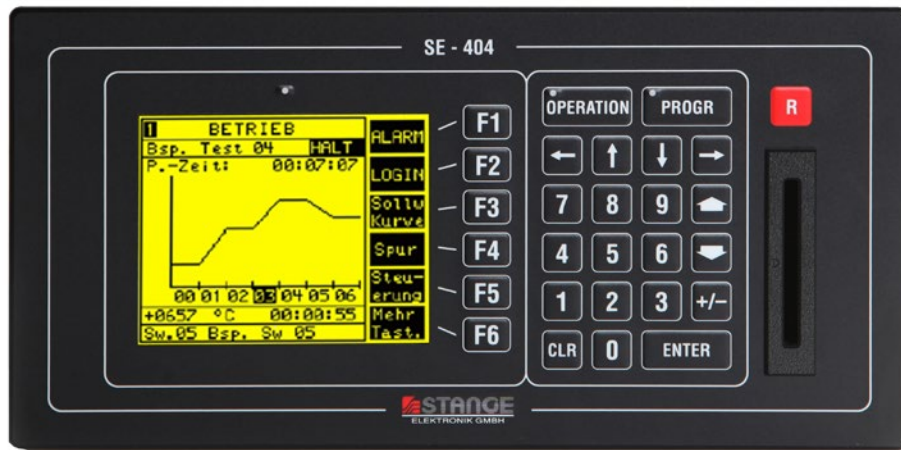 SE - 404
1 BETRIEB
Bsp. Test 04 HALT
P.-Zeit: 00:07:07
00 01 02 03 04 05 06
+0657 °C 00:00:55
Sw.05 Bsp. Sw 05
ALARM
LOGIN
Sollw
Kurve
Spur
Steu-
erung
Mehr
Tast.
F1
F2
F3
F4
F5
F6
OPERATION PROGR
← ↑ ↓ →
7 8 9
4 5 6
1 2 3 +/−
CLR 0 ENTER
R
STANGE
ELEKTRONIK GMBH